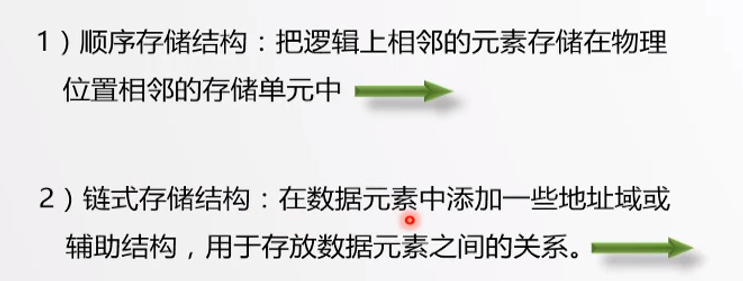 1）顺序存储结构：把逻辑上相邻的元素存储在物理
位置相邻的存储单元中
2）链式存储结构：在数据元素中添加一些地址域或
辅助结构，用于存放数据元素之间的关系。